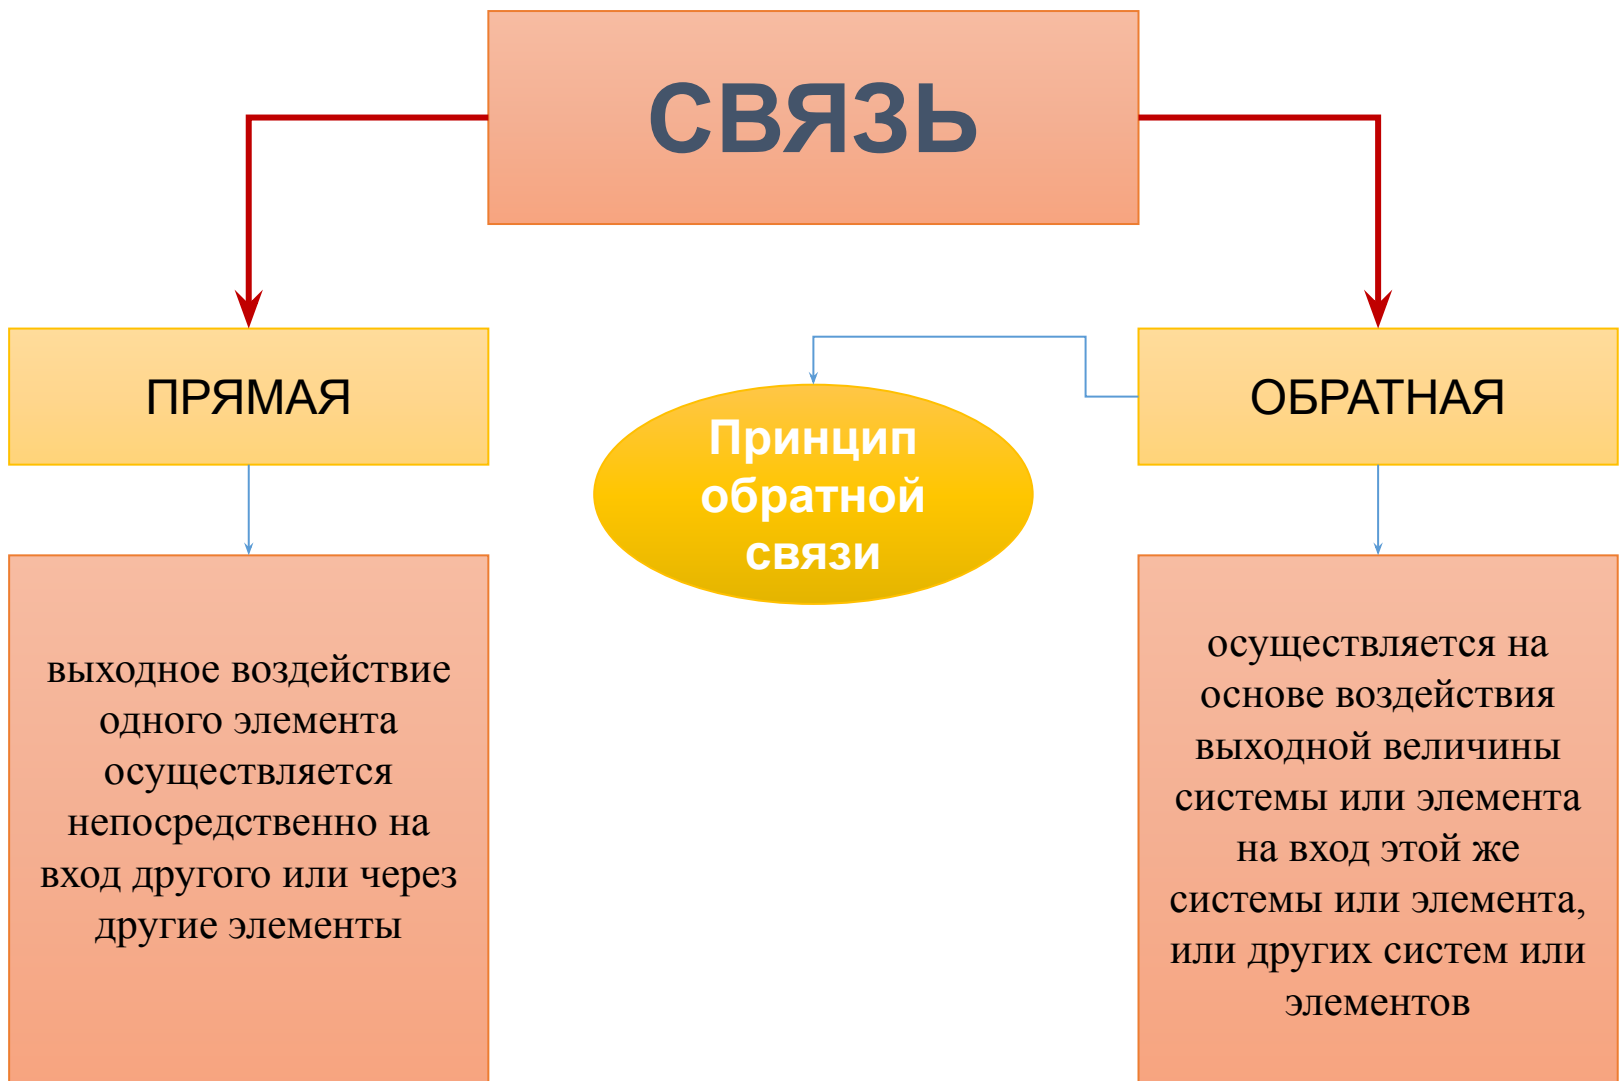 СВЯЗЬ
ПРЯМАЯ
ОБРАТНАЯ
Принцип
обратной
связи
выходное воздействие
одного элемента
осуществляется
непосредственно на
вход другого или через
другие элементы
осуществляется на
основе воздействия
выходной величины
системы или элемента
на вход этой же
системы или элемента,
или других систем или
элементов